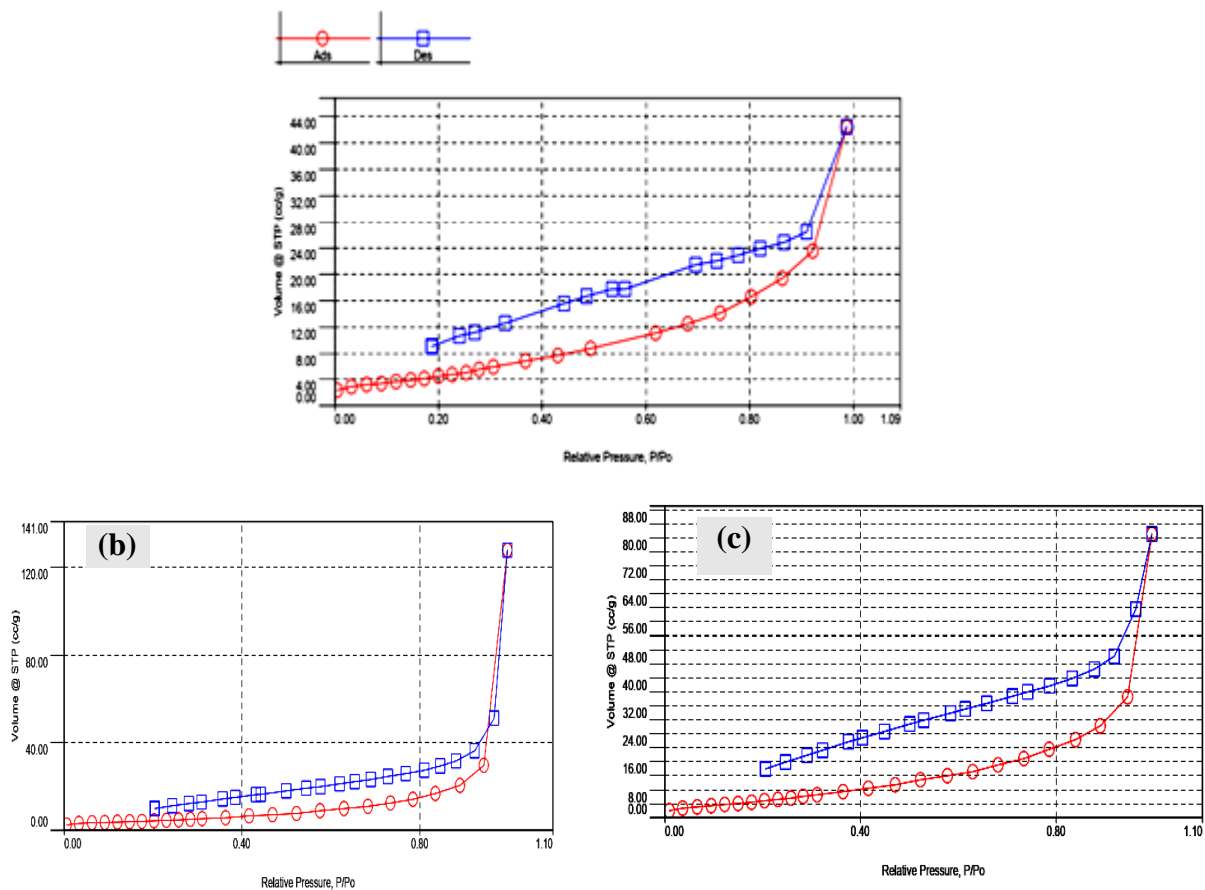 Ads Des
44.00
40.00
36.00
32.00
28.00
24.00
20.00
16.00
12.00
8.00
4.00
0.00
Volume @ STP (cc/g)
0.00 0.20 0.40 0.60 0.80 1.00 1.09
Relative Pressure, P/Po
(b)
141.00
120.00
80.00
40.00
0.00
Volume @ STP (cc/g)
0.00 0.40 0.80 1.10
Relative Pressure, P/Po
(c)
88.00
80.00
72.00
64.00
56.00
48.00
40.00
32.00
24.00
16.00
8.00
0.00
Volume @ STP (cc/g)
0.00 0.40 0.80 1.10
Relative Pressure, P/Po